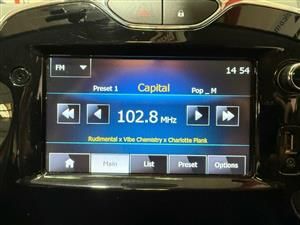 FM
14 54
Preset 1
Capital
Pop _ M
102.8 MHz
Rudimental x Vibe Chemistry x Charlotte Plank
Main
List
Preset
Options